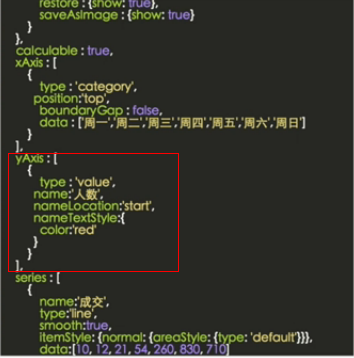 restore : {show: true},
saveAsImage : {show: true}
}
},
calculable : true,
xAxis : [
{
type : 'category',
position:'top',
boundaryGap : false,
data : ['周一','周二','周三','周四','周五','周六','周日']
}
],
yAxis : [
{
type : 'value',
name:'人数',
nameLocation:'start',
nameTextStyle:{
color:'red'
}
}
],
series : [
{
name:'成交',
type:'line',
smooth:true,
itemStyle: {normal: {areaStyle: {type: 'default'}}},
data:[10, 12, 21, 54, 260, 830, 710]